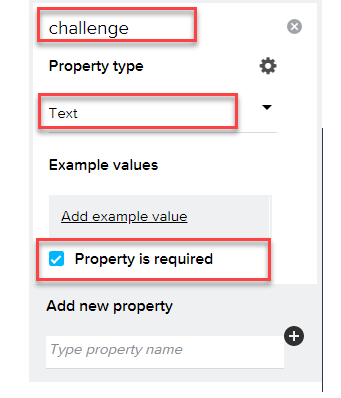 challenge
Property type
Text
Example values
Add example value
Property is required
Add new property
Type property name